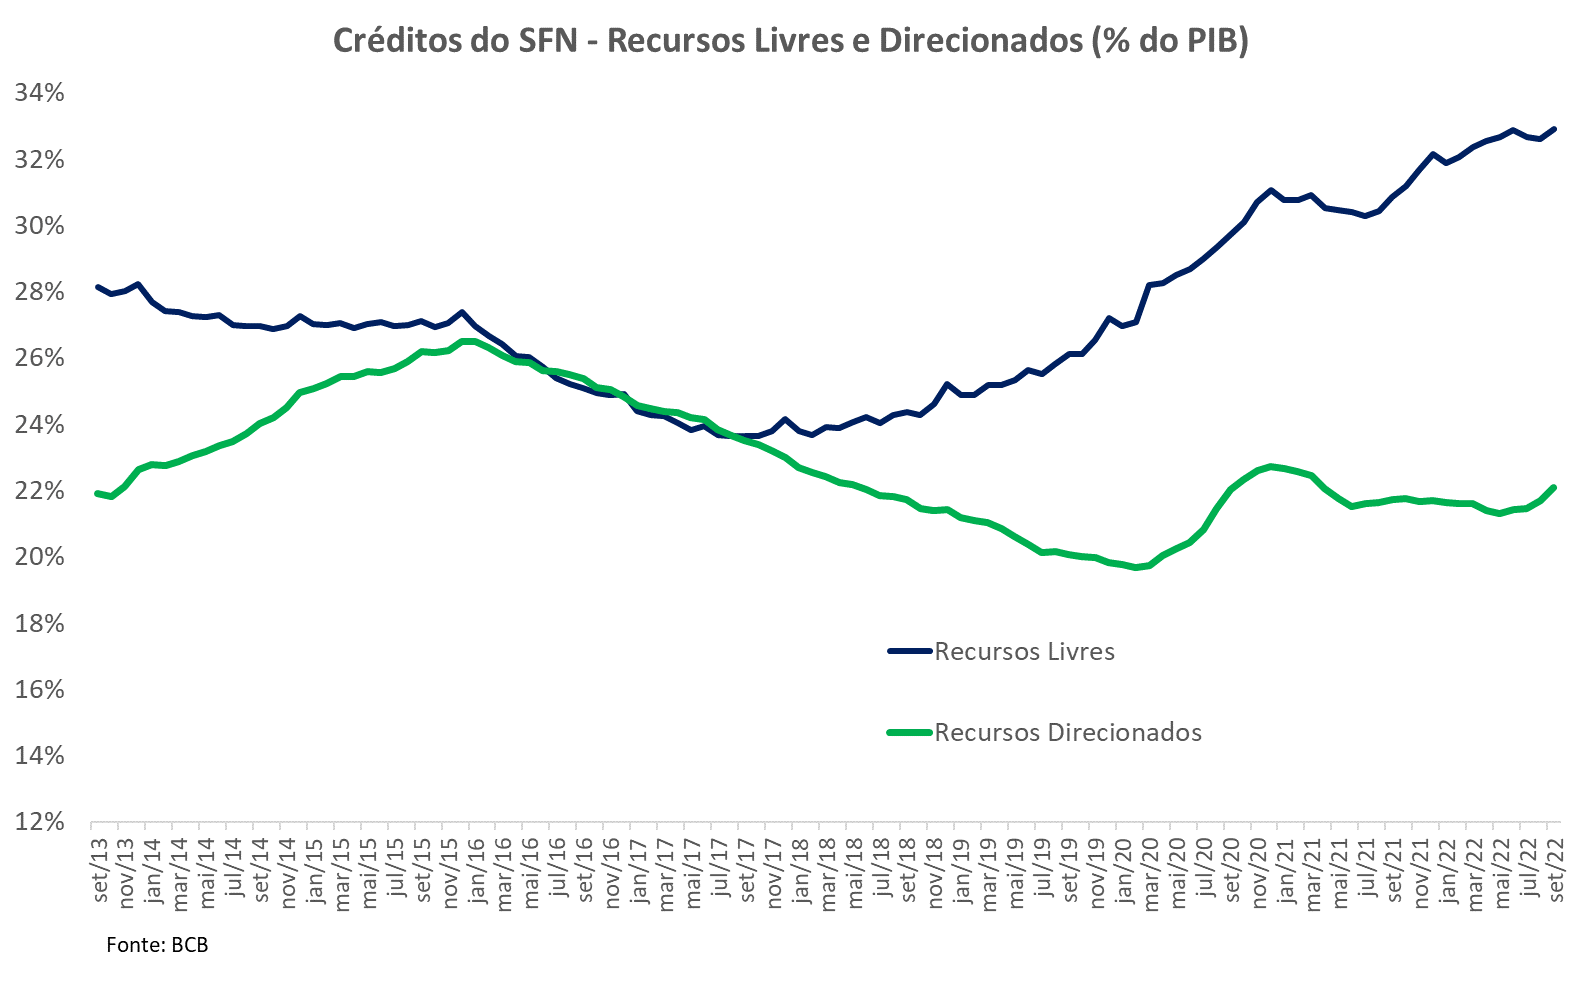 Créditos do SFN - Recursos Livres e Direcionados (% do PIB)
34%
32%
30%
28%
26%
24%
22%
20%
18%
16%
14%
12%
Recursos Livres
Recursos Direcionados
set/13
nov/13
jan/14
mar/14
mai/14
jul/14
set/14
nov/14
jan/15
mar/15
mai/15
jul/15
set/15
nov/15
jan/16
mar/16
mai/16
jul/16
set/16
nov/16
jan/17
mar/17
mai/17
jul/17
set/17
nov/17
jan/18
mar/18
mai/18
jul/18
set/18
nov/18
jan/19
mar/19
mai/19
jul/19
set/19
nov/19
jan/20
mar/20
mai/20
jul/20
set/20
nov/20
jan/21
mar/21
mai/21
jul/21
set/21
nov/21
jan/22
mar/22
mai/22
jul/22
set/22
Fonte: BCB